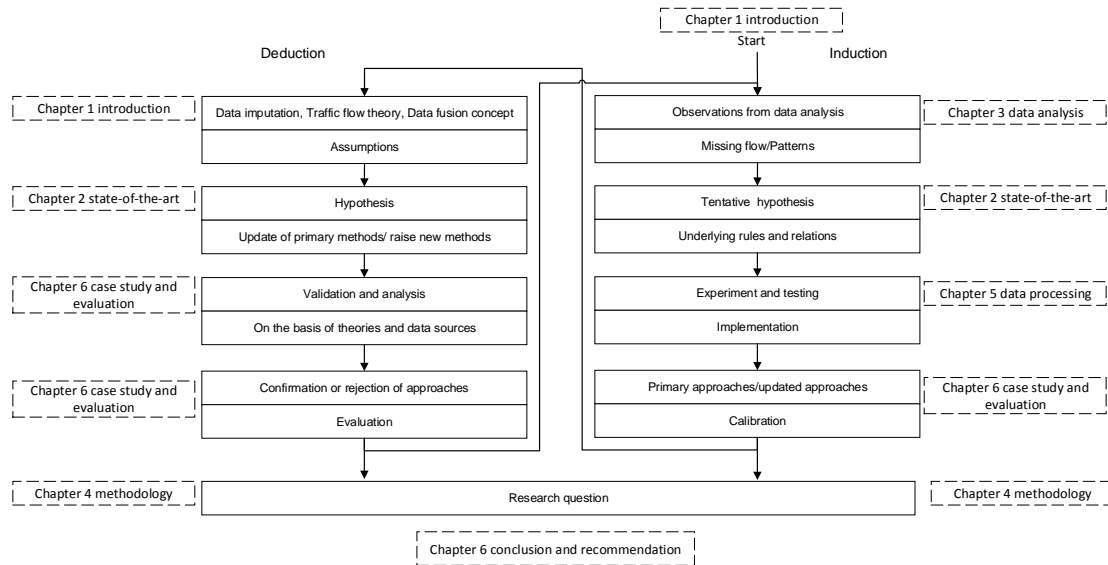 Chapter 1 introduction
Start
Deduction
Induction
Chapter 1 introduction
Data imputation, Traffic flow theory, Data fusion concept
Observations from data analysis
Chapter 3 data analysis
Assumptions
Missing flow/Patterns
Chapter 2 state-of-the-art
Hypothesis
Tentative hypothesis
Chapter 2 state-of-the-art
Update of primary methods/ raise new methods
Underlying rules and relations
Chapter 6 case study and
evaluation
Validation and analysis
Experiment and testing
Chapter 5 data processing
On the basis of theories and data sources
Implementation
Chapter 6 case study and
evaluation
Confirmation or rejection of approaches
Primary approaches/updated approaches
Chapter 6 case study and
evaluation
Evaluation
Calibration
Chapter 4 methodology
Research question
Chapter 4 methodology
Chapter 6 conclusion and recommendation